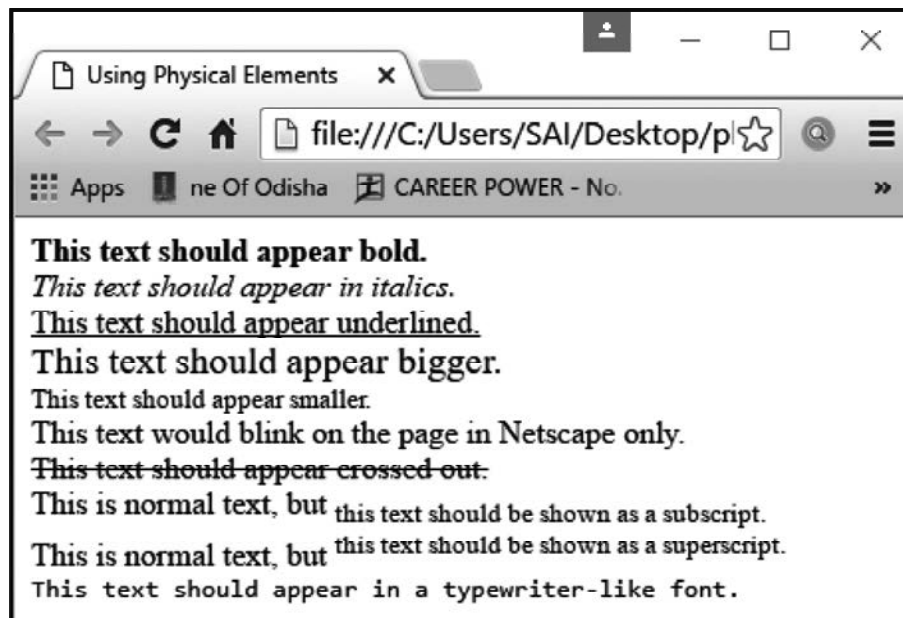 Using Physical Elements
file:///C:/Users/SAI/Desktop/p
Apps ne Of Odisha CAREER POWER - No.
This text should appear bold.
This text should appear in italics.
This text should appear underlined.
This text should appear bigger.
This text should appear smaller.
This text would blink on the page in Netscape only.
This text should appear crossed out.
This is normal text, but this text should be shown as a subscript.
This is normal text, but this text should be shown as a superscript.
This text should appear in a typewriter-like font.